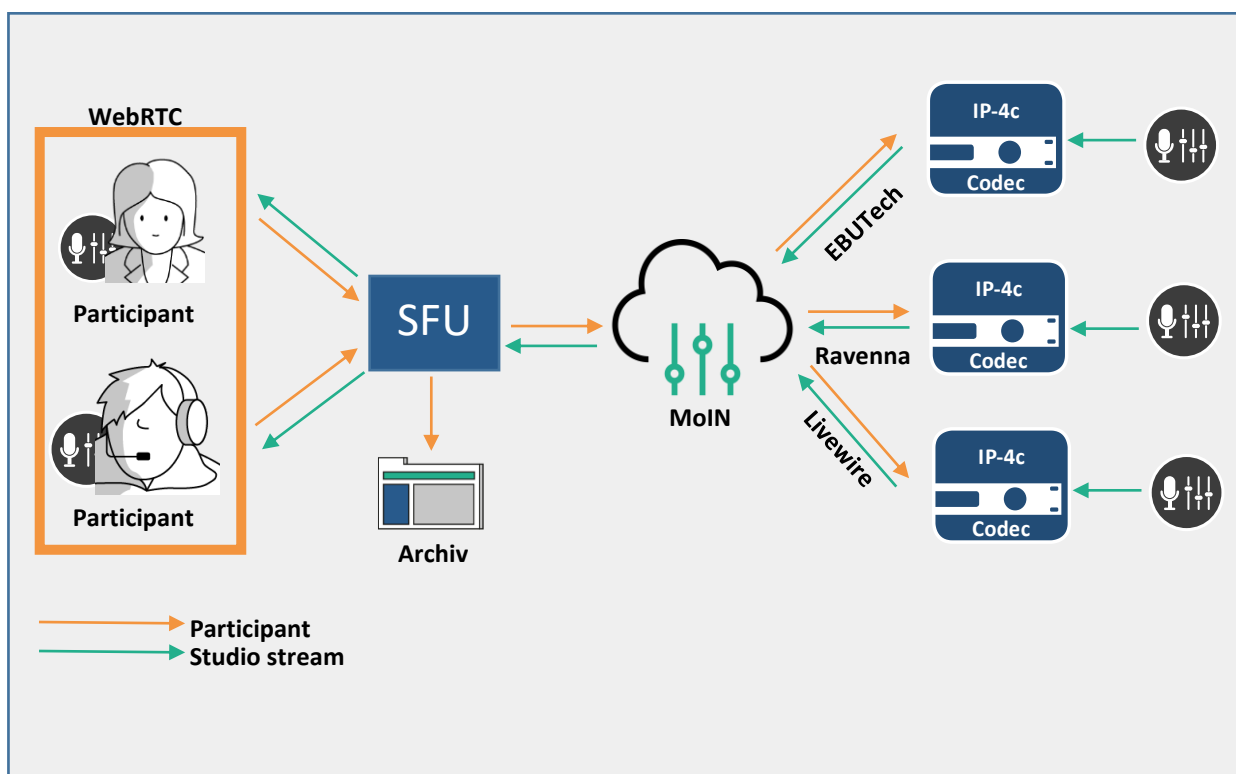 WebRTC
Participant
Participant
SFU
Archiv
MoIN
EBUTech
Ravenna
Livewire
IP-4c
Codec
IP-4c
Codec
IP-4c
Codec
Participant
Studio stream